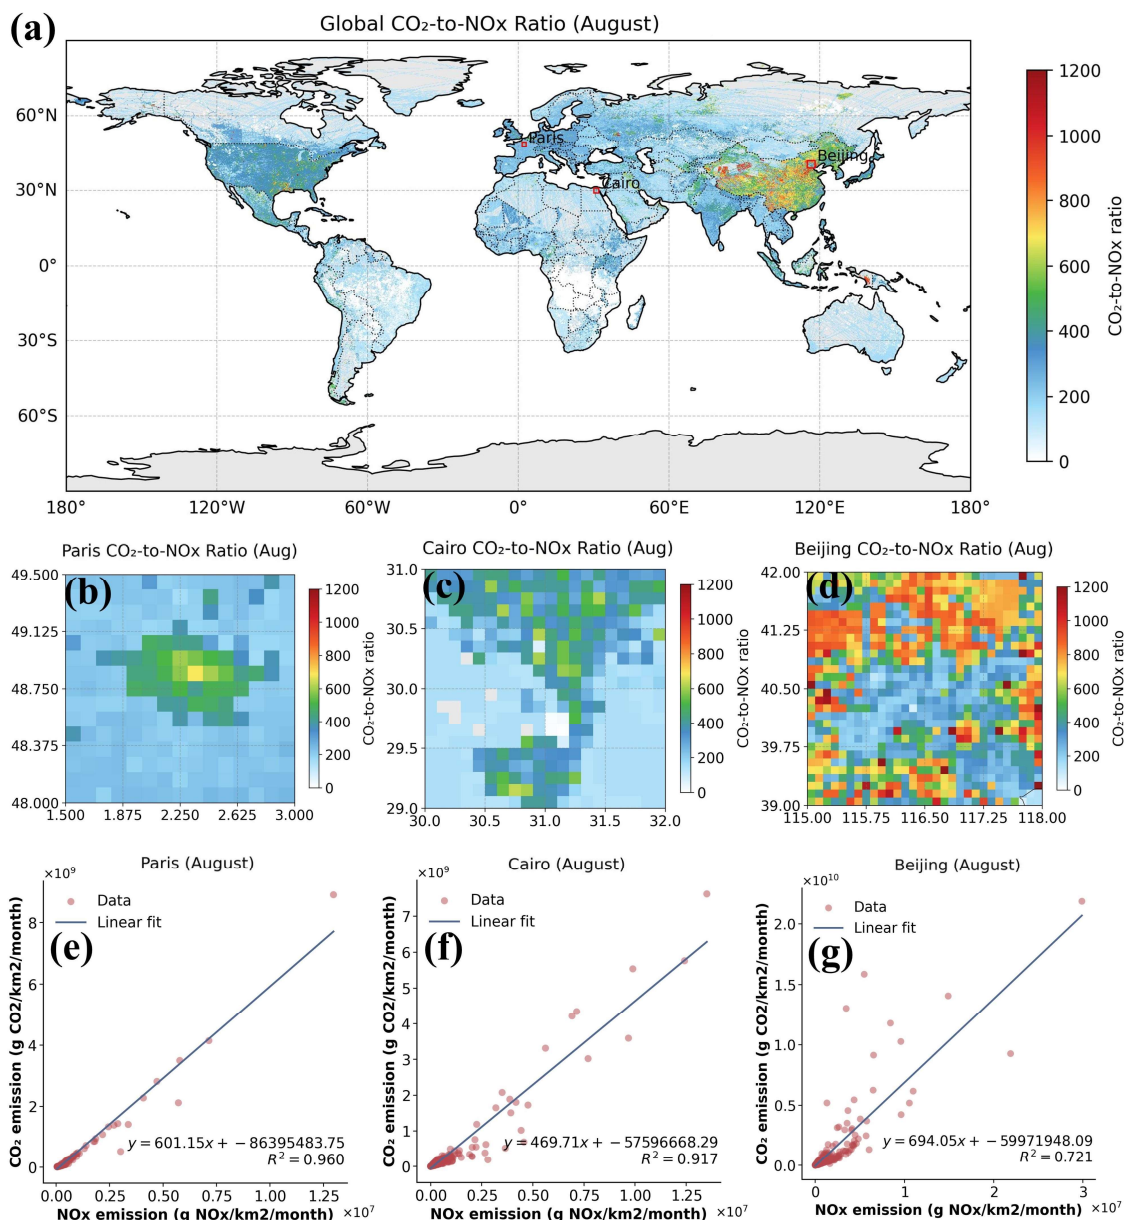 (a)
Global CO₂-to-NOx Ratio (August)
60°N
30°N
0°
30°S
60°S
180°
120°W
60°W
0°
60°E
120°E
180°
Paris
Cairo
Beijing
1200
1000
800
600
400
200
0
CO₂-to-NOx ratio
Paris CO₂-to-NOx Ratio (Aug)
(b)
49.500
49.125
48.750
48.375
48.000
1.500
1.875
2.250
2.625
3.000
1200
1000
800
600
400
200
0
CO₂-to-NOx ratio
Cairo CO₂-to-NOx Ratio (Aug)
(c)
31.0
30.5
30.0
29.5
29.0
30.0
30.5
31.0
31.5
32.0
1200
1000
800
600
400
200
0
CO₂-to-NOx ratio
Beijing CO₂-to-NOx Ratio (Aug)
(d)
42.00
41.25
40.50
39.75
39.00
115.00
115.75
116.50
117.25
118.00
1200
1000
800
600
400
200
0
CO₂-to-NOx ratio
Paris (August)
×10⁹
Data
Linear fit
(e)
8
6
4
2
0
CO₂ emission (g CO2/km2/month)
y = 601.15x + −86395483.75
R² = 0.960
0.00
0.25
0.50
0.75
1.00
1.25
×10⁷
NOx emission (g NOx/km2/month)
Cairo (August)
×10⁹
Data
Linear fit
(f)
7
6
5
4
3
2
1
0
CO₂ emission (g CO2/km2/month)
y = 469.71x + −57596668.29
R² = 0.917
0.00
0.25
0.50
0.75
1.00
1.25
×10⁷
NOx emission (g NOx/km2/month)
Beijing (August)
×10¹⁰
Data
Linear fit
(g)
2.0
1.5
1.0
0.5
0.0
CO₂ emission (g CO2/km2/month)
y = 694.05x + −59971948.09
R² = 0.721
0
1
2
3
×10⁷
NOx emission (g NOx/km2/month)